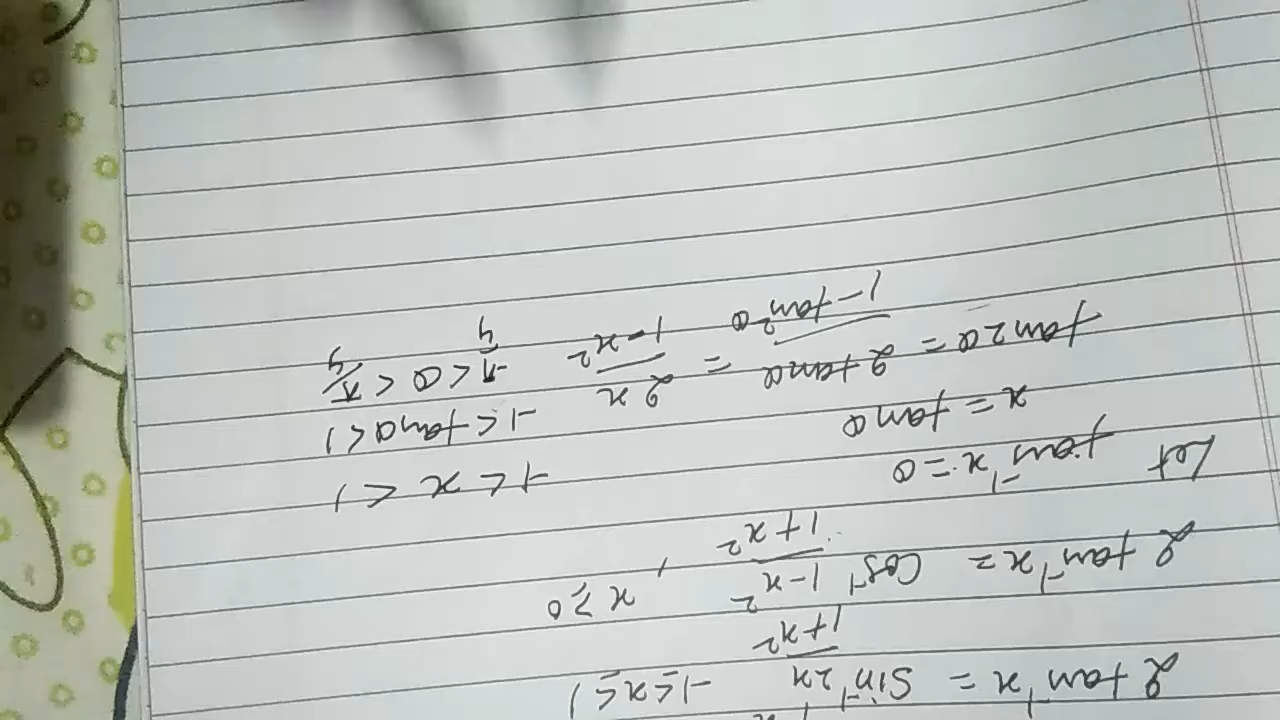 2 tan⁻¹x = Sin⁻¹ 2x/1+x² -1≤x≤1
2 tan⁻¹x = Cos⁻¹ 1-x²/1+x² , x≥0
Let tan⁻¹x = θ -1< x <1
x = tanθ -1< tanθ <1
tan2θ = 2tanθ/1-tan²θ = 2x/1-x² -π/4 < θ < π/4